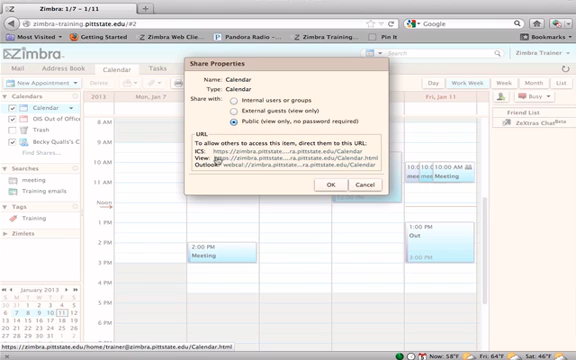 Zimbra: 1/7 - 1/11
zimbra-training.pittstate.edu/#2
Google
Most Visited
Getting Started
Zimbra Web Clie...
Pandora Radio - ...
Zimbra Training...
Pin It
Bookmarks
Zimbra
Zimbra Trainer
Mail
Address Book
Calendar
Tasks
New Appointment
Day
Work Week
Week
Month
List
Calendars
Calendar
OIS Out of Office
Trash
Becky Qualls's C
Find Shares...
Searches
meeting
Training emails
Tags
Training
Zimlets
2013
Mon, Jan 7
Fri, Jan 11
8 AM
9 AM
10 AM
11 AM
Noon
1 PM
2 PM
3 PM
4 PM
5 PM
6 PM
Share Properties
Name: Calendar
Type: Calendar
Share with:
Internal users or groups
External guests (view only)
Public (view only, no password required)
URL
To allow others to access this item, direct them to this URL:
ICS: https://zimbra.pittstate....ra.pittstate.edu/Calendar
View: https://zimbra.pittstate....ra.pittstate.edu/Calendar.html
Outlook: webcal://zimbra.pittstate....ra.pittstate.edu/Calendar
OK
Cancel
Meeting
2:00 PM
Meeting
1:00 PM
Out
3:00 PM
Busy
Friend List
ZeXtras Chat Beta
January 2013
https://zimbra.pittstate.edu/home/trainer@zimbra.pittstate.edu/Calendar.html
Now: 58°F
Fri: 64°F
Sat: 46°F